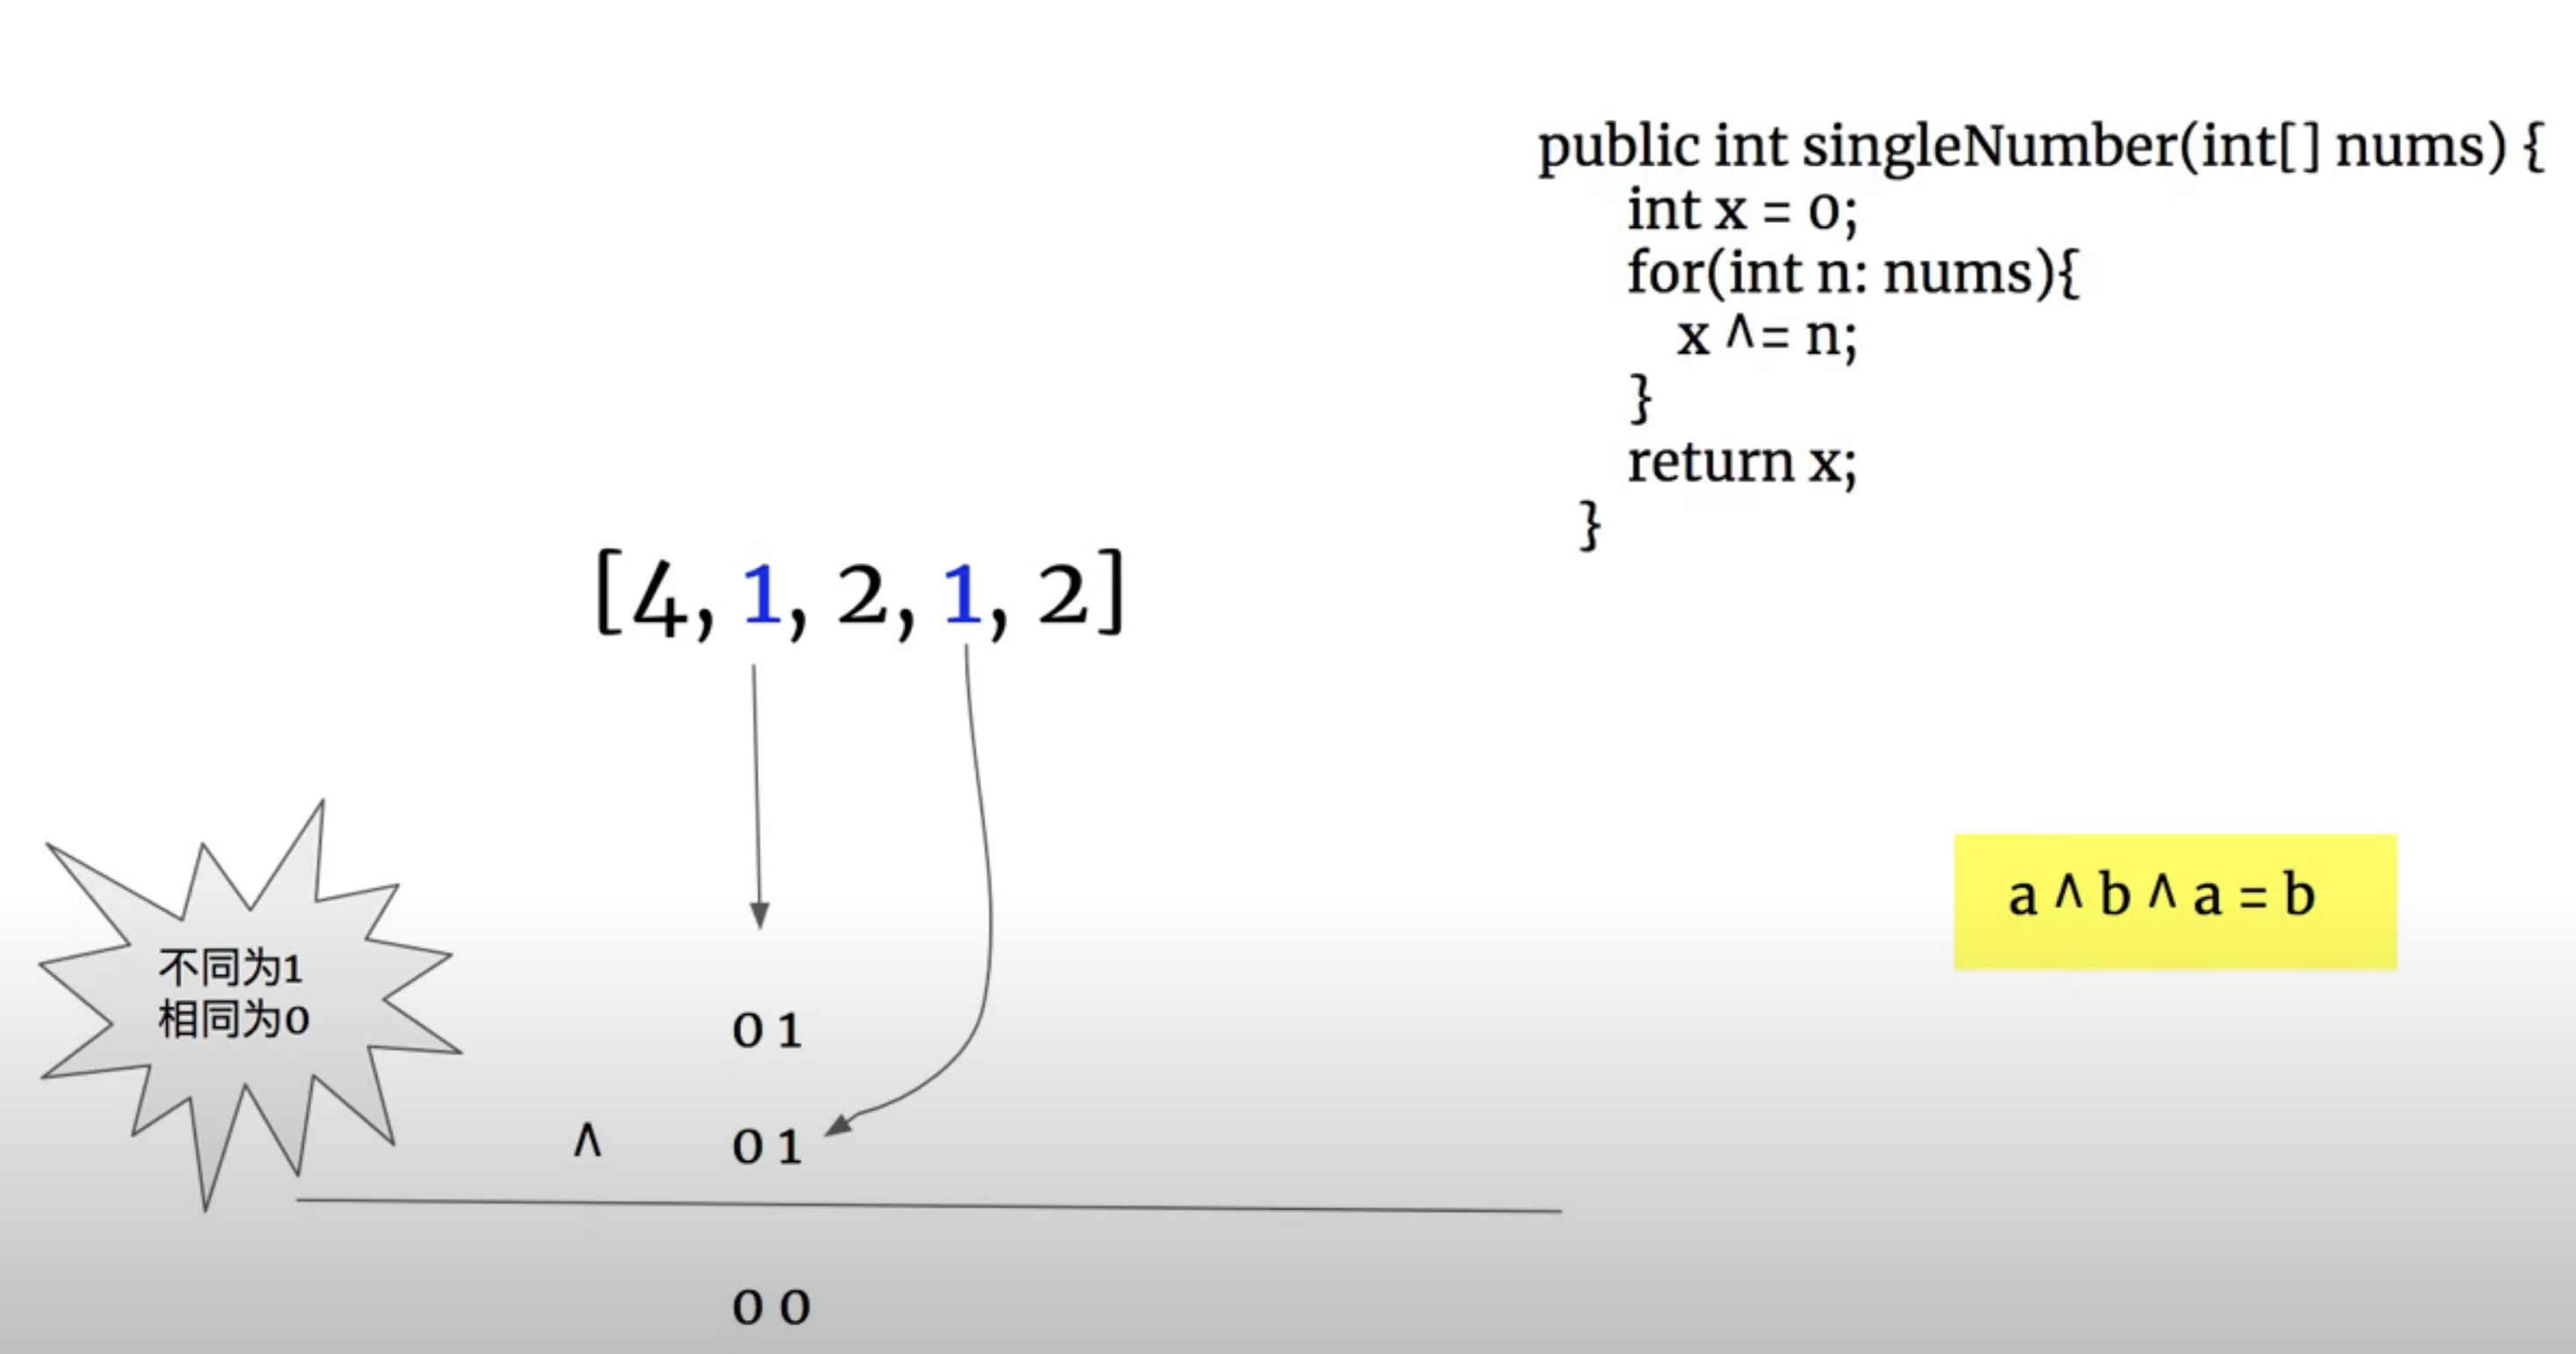 public int singleNumber(int[] nums) {
int x = 0;
for(int n: nums){
x ^= n;
}
return x;
}
[4, 1, 2, 1, 2]
a ^ b ^ a = b
不同为1
相同为0
0 1
^ 0 1
0 0